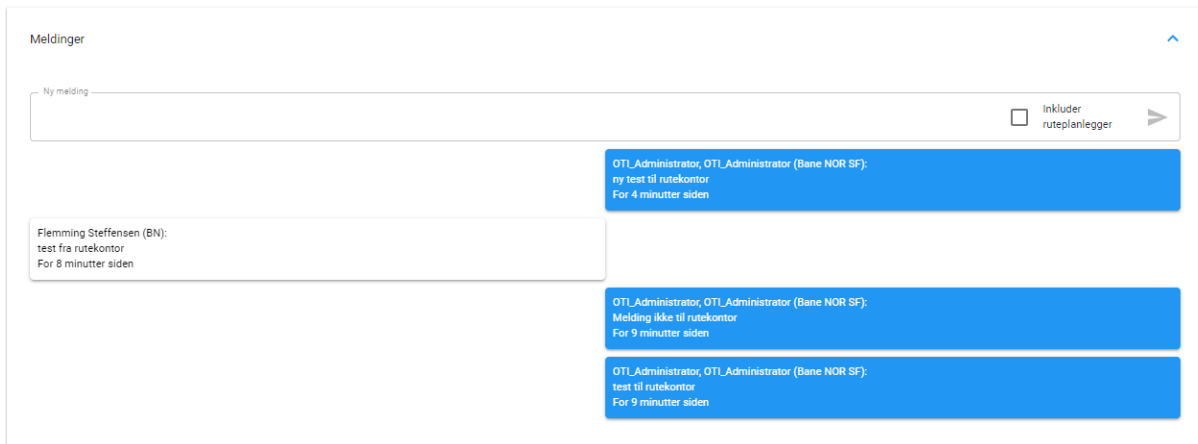 Meldinger
Ny melding
Inkluder
ruteplanlegger
OTI_Administrator, OTI_Administrator (Bane NOR SF):
ny test til rutekontor
For 4 minutter siden
Flemming Steffensen (BN):
test fra rutekontor
For 8 minutter siden
OTI_Administrator, OTI_Administrator (Bane NOR SF):
Melding ikke til rutekontor
For 9 minutter siden
OTI_Administrator, OTI_Administrator (Bane NOR SF):
test til rutekontor
For 9 minutter siden